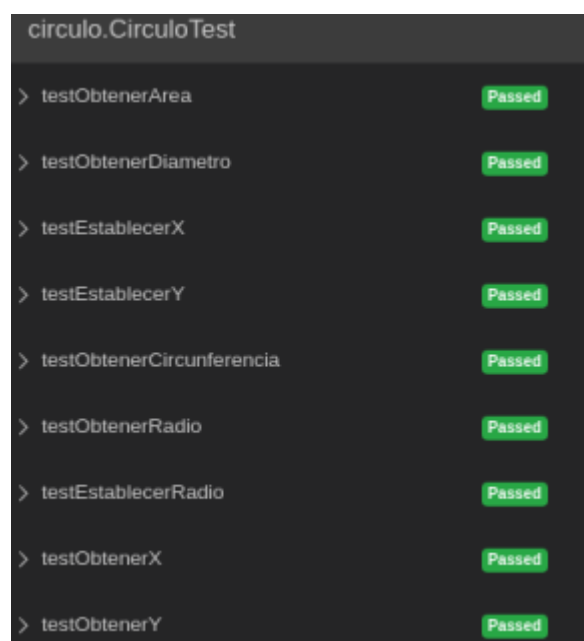 circulo.CirculoTest
testObtenerArea Passed
testObtenerDiametro Passed
testEstablecerX Passed
testEstablecerY Passed
testObtenerCircunferencia Passed
testObtenerRadio Passed
testEstablecerRadio Passed
testObtenerX Passed
testObtenerY Passed